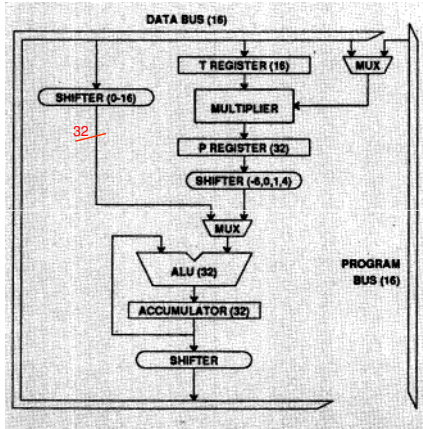 DATA BUS (16)
T REGISTER (16)
MUX
SHIFTER (0-16)
MULTIPLIER
32
P REGISTER (32)
SHIFTER (-6,0,1,4)
MUX
ALU (32)
PROGRAM
BUS (16)
ACCUMULATOR (32)
SHIFTER